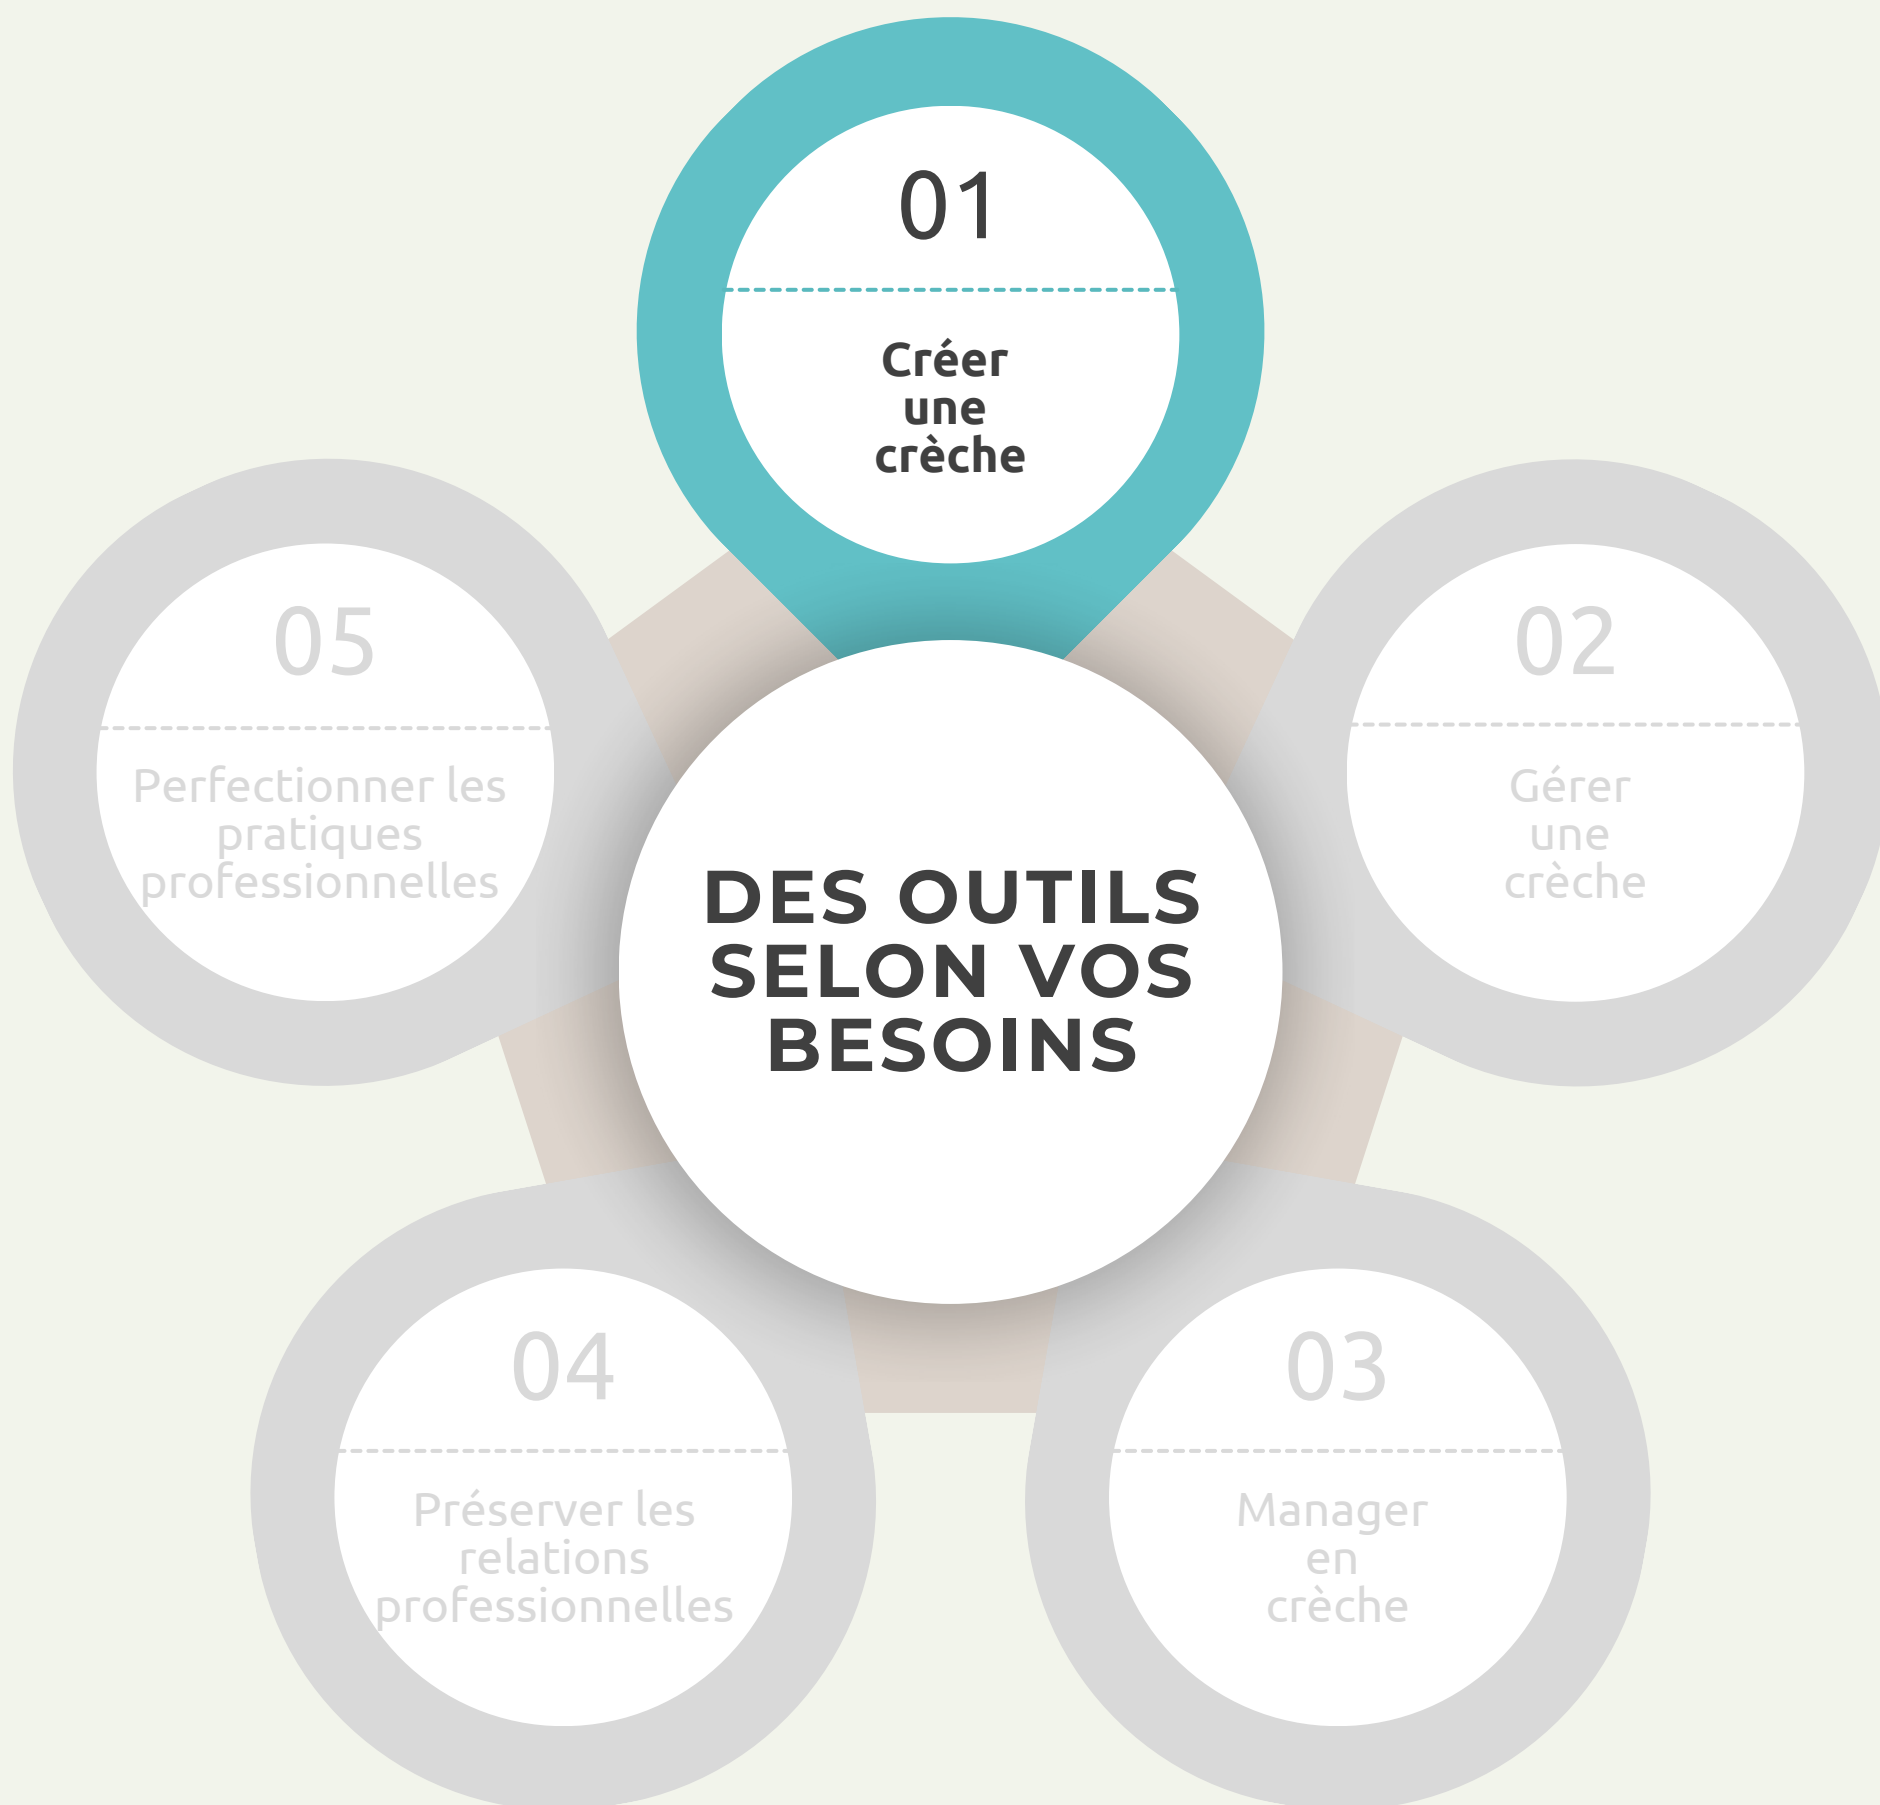 01
Créer
une
crèche
02
Gérer
une
crèche
03
Manager
en
crèche
04
Préserver les
relations
professionnelles
05
Perfectionner les
pratiques
professionnelles
DES OUTILS
SELON VOS
BESOINS